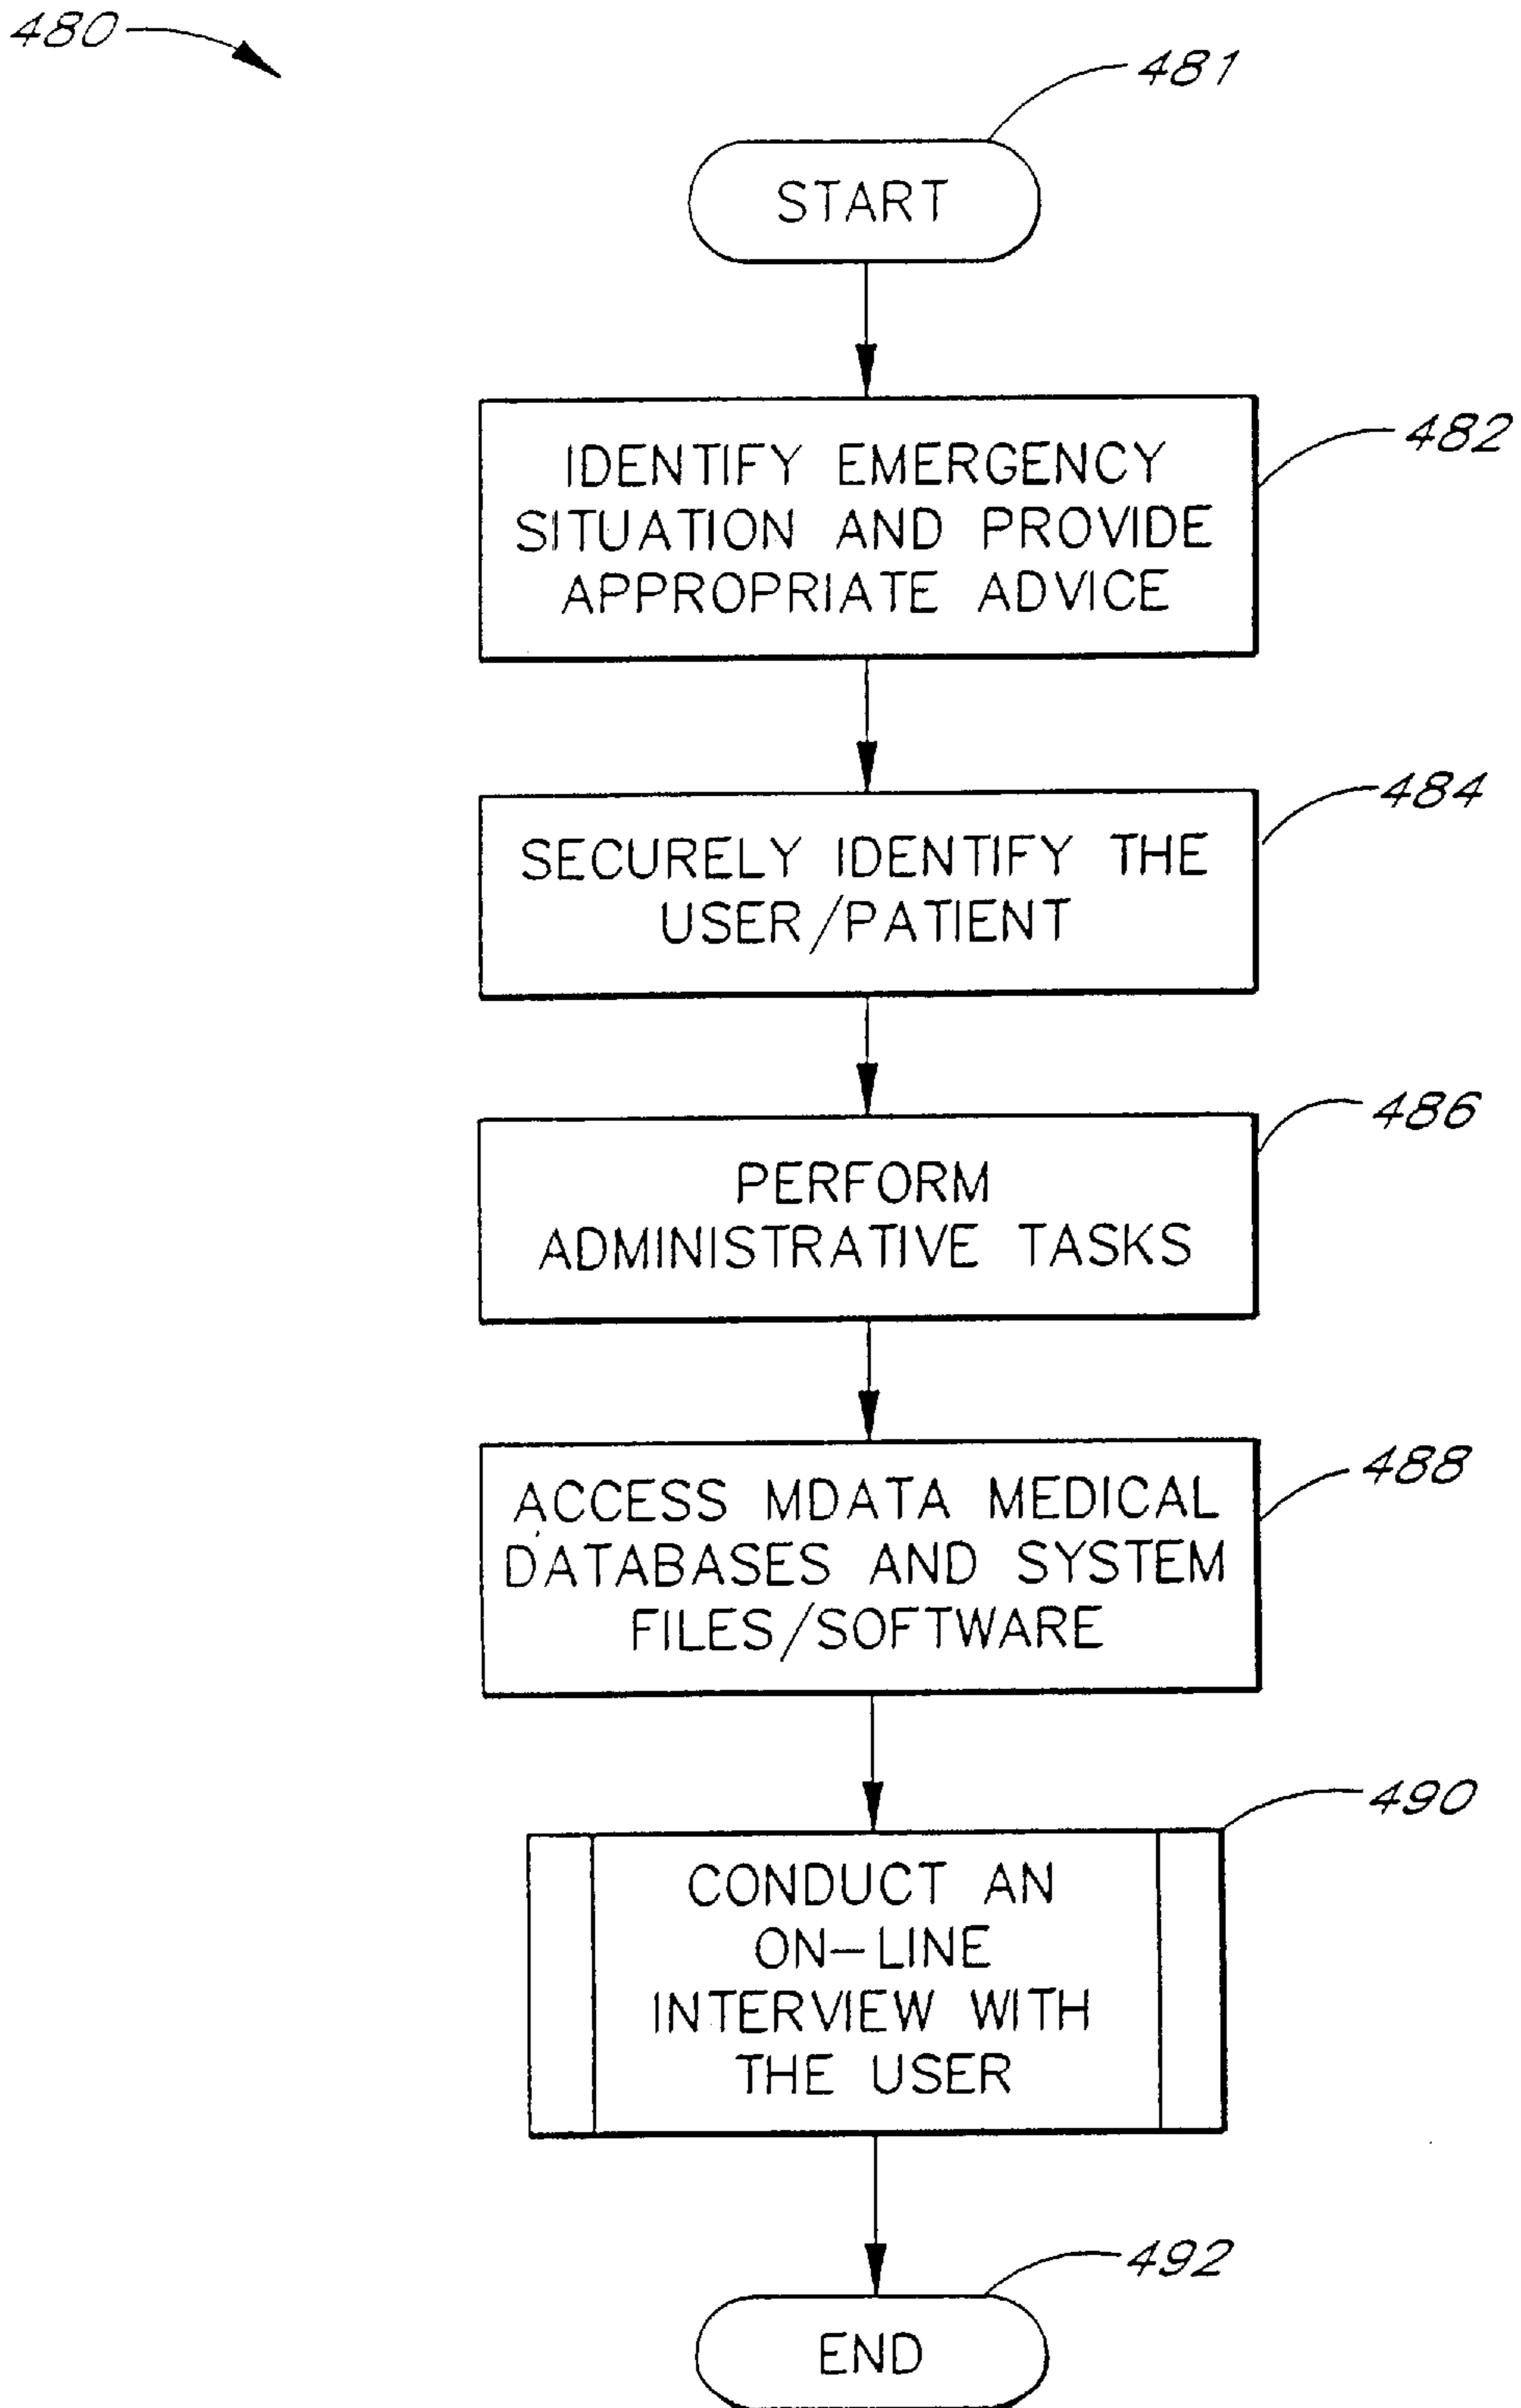 480
481
START
482
IDENTIFY EMERGENCY
SITUATION AND PROVIDE
APPROPRIATE ADVICE
484
SECURELY IDENTIFY THE
USER/PATIENT
486
PERFORM
ADMINISTRATIVE TASKS
488
ACCESS MDATA MEDICAL
DATABASES AND SYSTEM
FILES/SOFTWARE
490
CONDUCT AN
ON-LINE
INTERVIEW WITH
THE USER
492
END